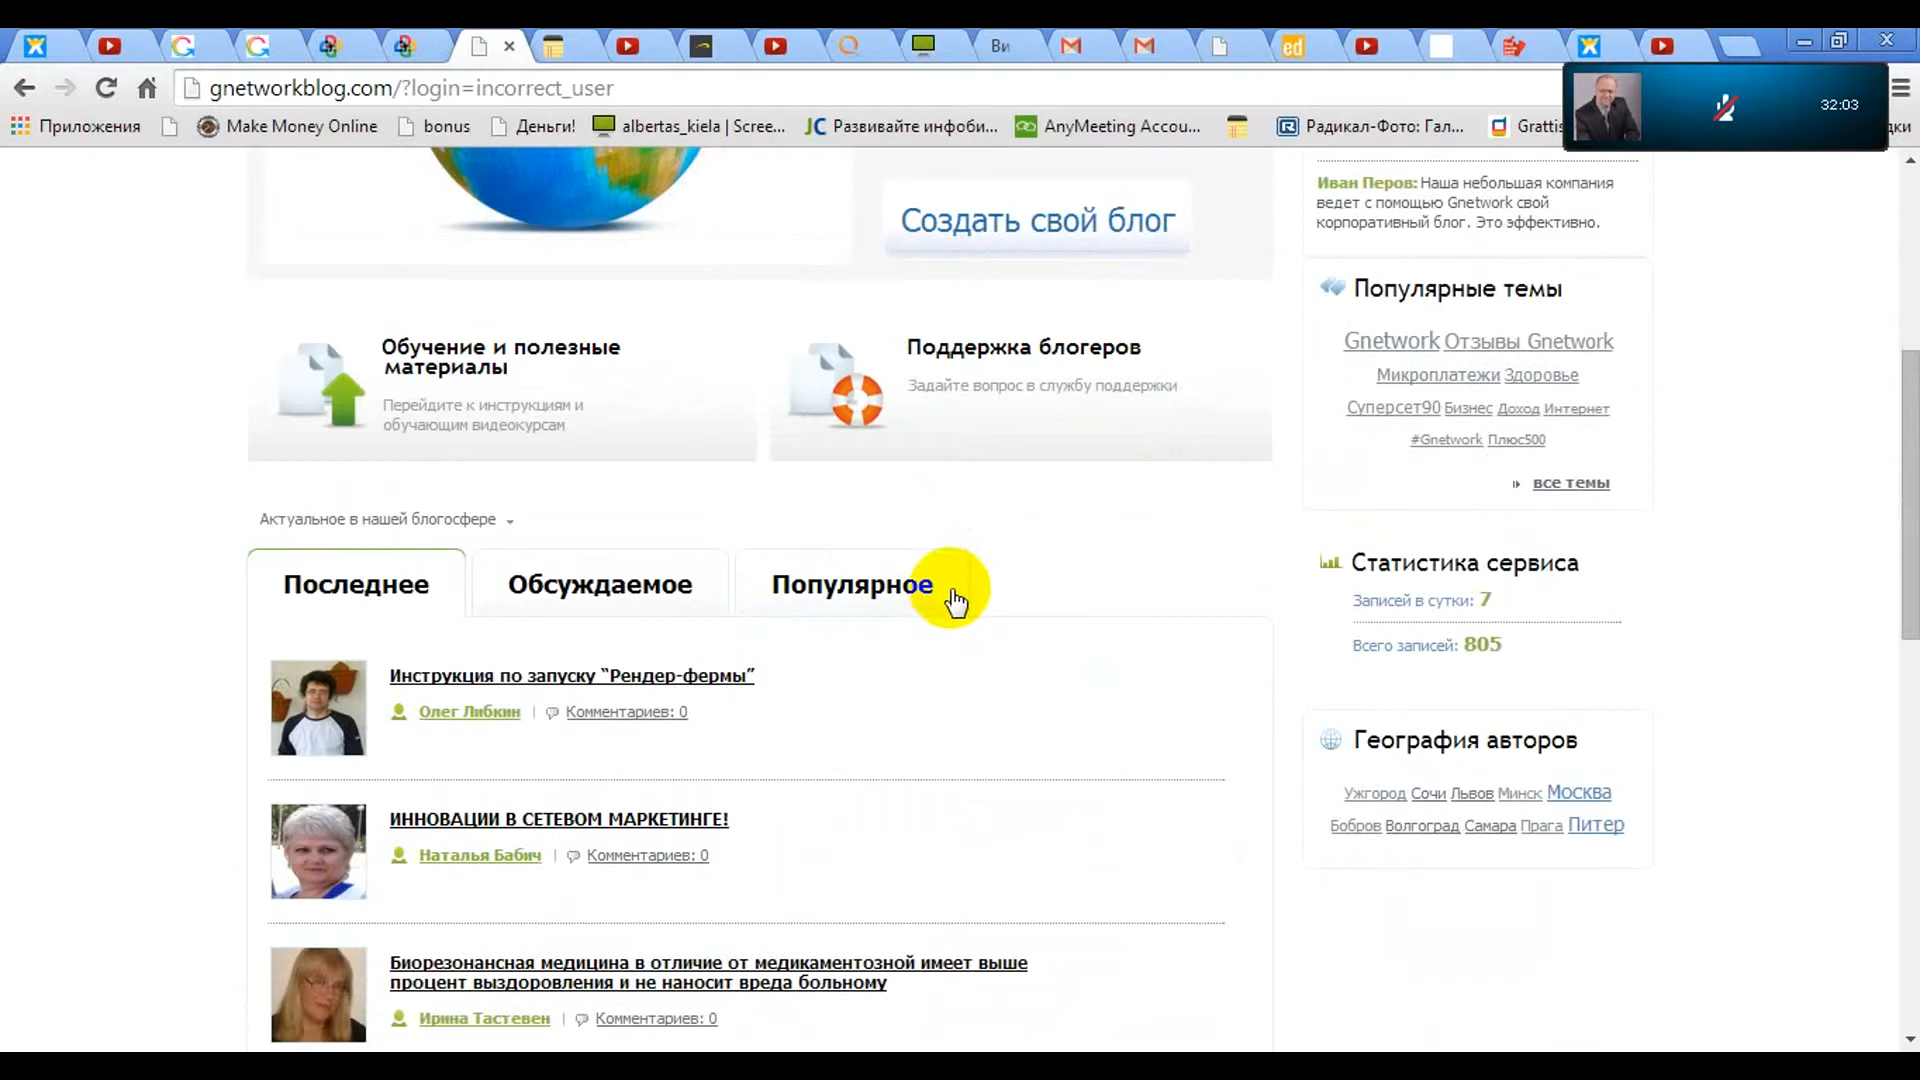 Ви
ed
gnetworkblog.com/?login=incorrect_user
32:03
Приложения
Make Money Online
bonus
Деньги!
albertas_kiela | Scree...
JC Развивайте инфоби...
AnyMeeting Accou...
Радикал-Фото: Гал...
Grattis
дки
Создать свой блог
Иван Перов: Наша небольшая компания
ведет с помощью Gnetwork свой
корпоративный блог. Это эффективно.
Обучение и полезные
материалы
Перейдите к инструкциям и
обучающим видеокурсам
Поддержка блогеров
Задайте вопрос в службу поддержки
Популярные темы
Gnetwork Отзывы Gnetwork
Микроплатежи Здоровье
Суперсет90 Бизнес Доход Интернет
#Gnetwork Плюс500
все темы
Актуальное в нашей блогосфере
Последнее
Обсуждаемое
Популярное
Статистика сервиса
Записей в сутки: 7
Всего записей: 805
Инструкция по запуску “Рендер-фермы”
Олег Либкин | Комментариев: 0
ИННОВАЦИИ В СЕТЕВОМ МАРКЕТИНГЕ!
Наталья Бабич | Комментариев: 0
Биорезонансная медицина в отличие от медикаментозной имеет выше
процент выздоровления и не наносит вреда больному
Ирина Тастевен | Комментариев: 0
География авторов
Ужгород Сочи Львов Минск Москва
Бобров Волгоград Самара Прага Питер